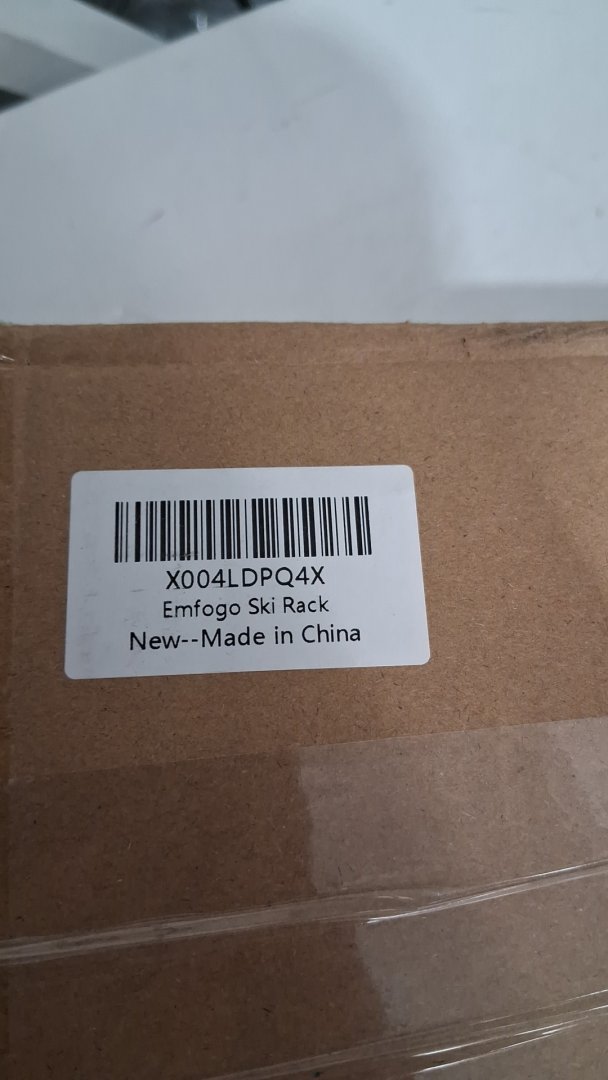 X004LDPQ4X
Emfogo Ski Rack
New--Made in China